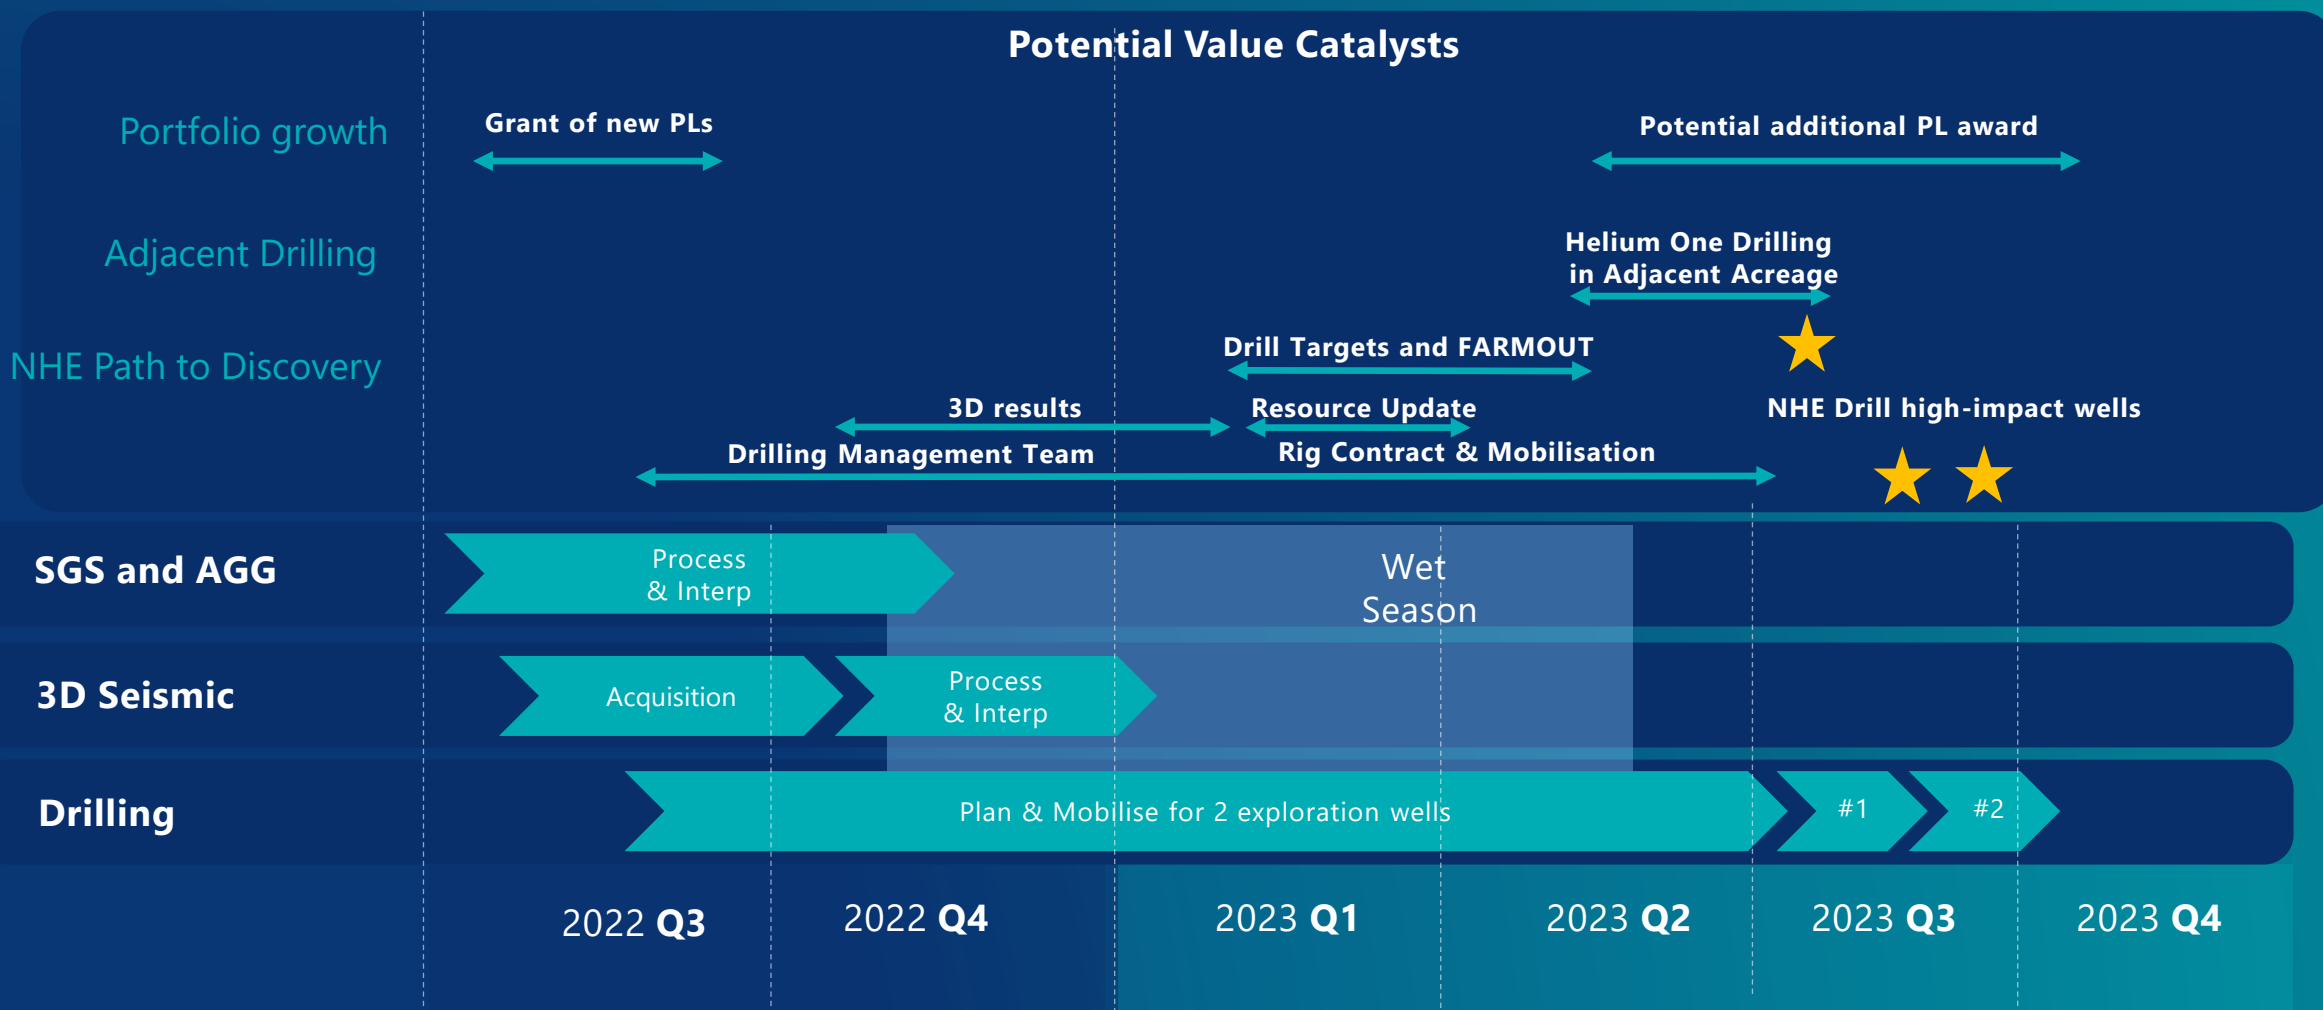 Potential Value Catalysts
Portfolio growth
Grant of new PLs
Potential additional PL award
Adjacent Drilling
Helium One Drilling
in Adjacent Acreage
NHE Path to Discovery
Drill Targets and FARMOUT
3D results
Resource Update
NHE Drill high-impact wells
Drilling Management Team
Rig Contract & Mobilisation
SGS and AGG
Process
& Interp
Wet
Season
3D Seismic
Acquisition
Process
& Interp
Drilling
Plan & Mobilise for 2 exploration wells
#1
#2
2022 Q3
2022 Q4
2023 Q1
2023 Q2
2023 Q3
2023 Q4